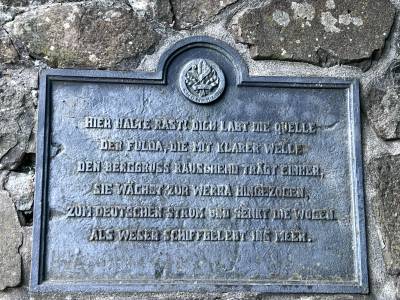 HIER HALTE RAST! DICH LABT DIE QUELLE
DER FULDA, DIE MIT KLARER WELLE
DEN BERGGRUSS RAUSCHEND TRÄGT EINHER,
SIE WÄCHST ZUR WERRA HINGEZOGEN,
ZUM DEUTSCHEN STROM UND SENKT DIE WOGEN
ALS WESER SCHIFFBELEBT INS MEER.